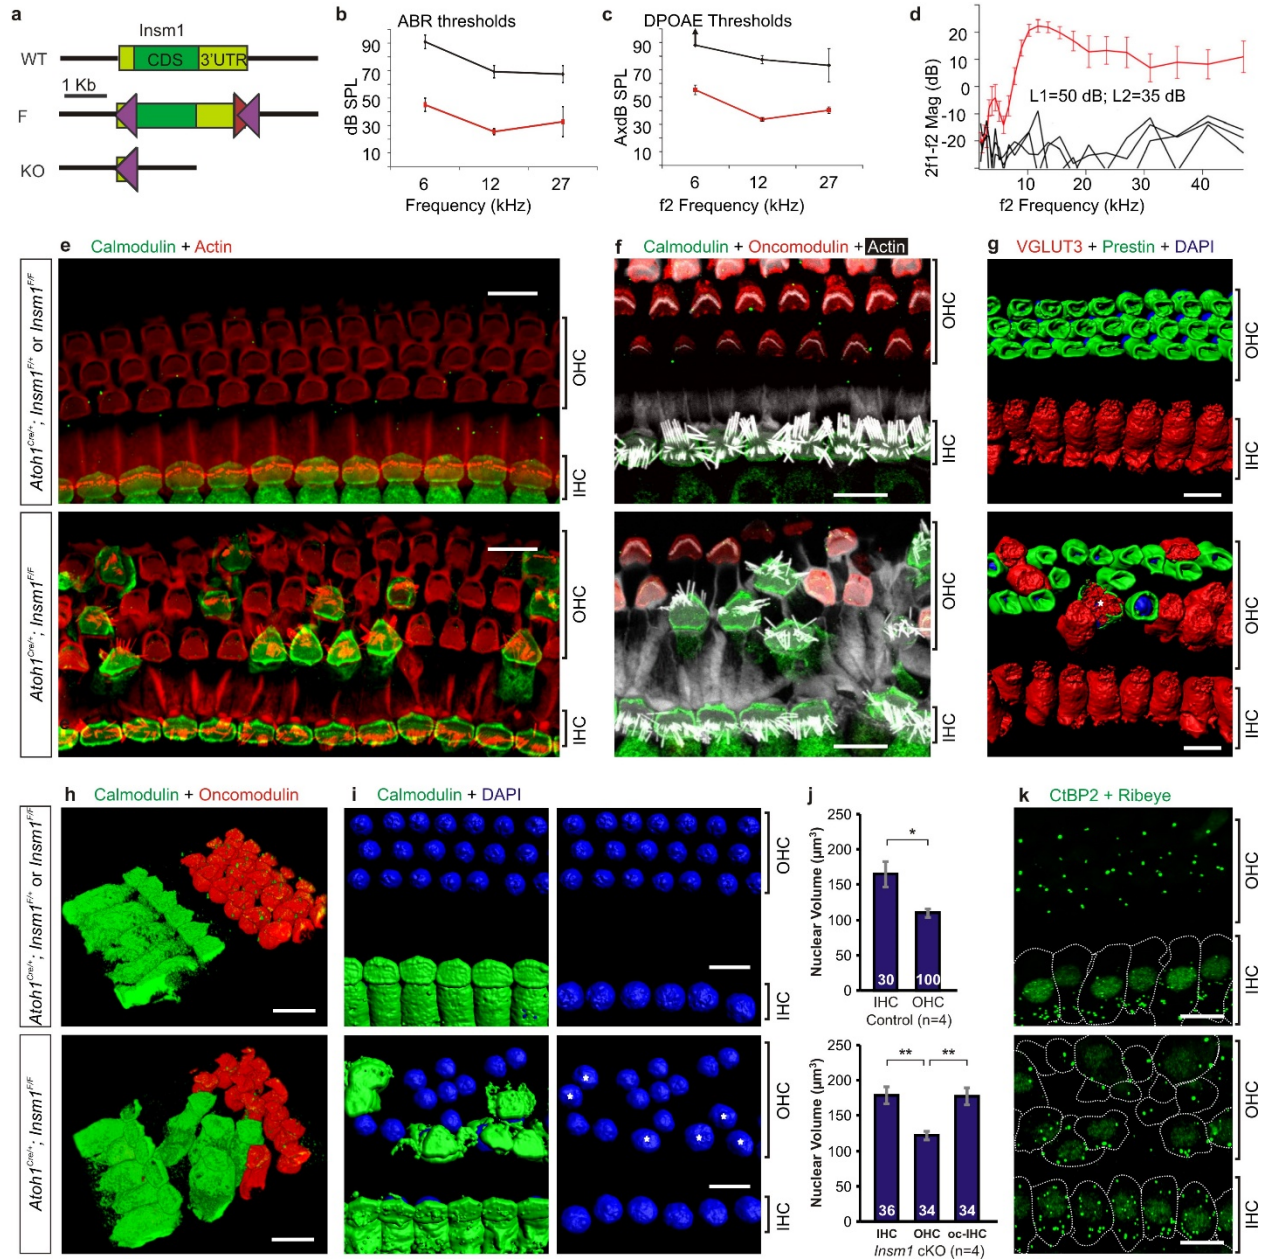 a
Insm1
WT
CDS
3'UTR
1 Kb
F
KO
b
ABR thresholds
90
70
50
30
10
dB SPL
6
12
27
Frequency (kHz)
c
DPOAE Thresholds
90
70
50
30
10
AxdB SPL
6
12
27
f2 Frequency (kHz)
d
20
10
0
-10
-20
2f1-f2 Mag (dB)
L1=50 dB; L2=35 dB
10
20
30
40
f2 Frequency (kHz)
Atoh1Cre/+; Insm1F/+ or Insm1F/F
Atoh1Cre/+; Insm1F/F
e
Calmodulin + Actin
OHC
IHC
OHC
IHC
f
Calmodulin + Oncomodulin + Actin
OHC
IHC
OHC
IHC
g
VGLUT3 + Prestin + DAPI
OHC
IHC
OHC
IHC
Atoh1Cre/+; Insm1F/+ or Insm1F/F
Atoh1Cre/+; Insm1F/F
h
Calmodulin + Oncomodulin
i
Calmodulin + DAPI
OHC
IHC
OHC
IHC
j
Nuclear Volume (µm3)
250
200
150
100
50
0
*
30
100
IHC
OHC
Control (n=4)
Nuclear Volume (µm3)
250
200
150
100
50
0
**
**
36
34
34
IHC
OHC
oc-IHC
Insm1 cKO (n=4)
k
CtBP2 + Ribeye
OHC
IHC
OHC
IHC